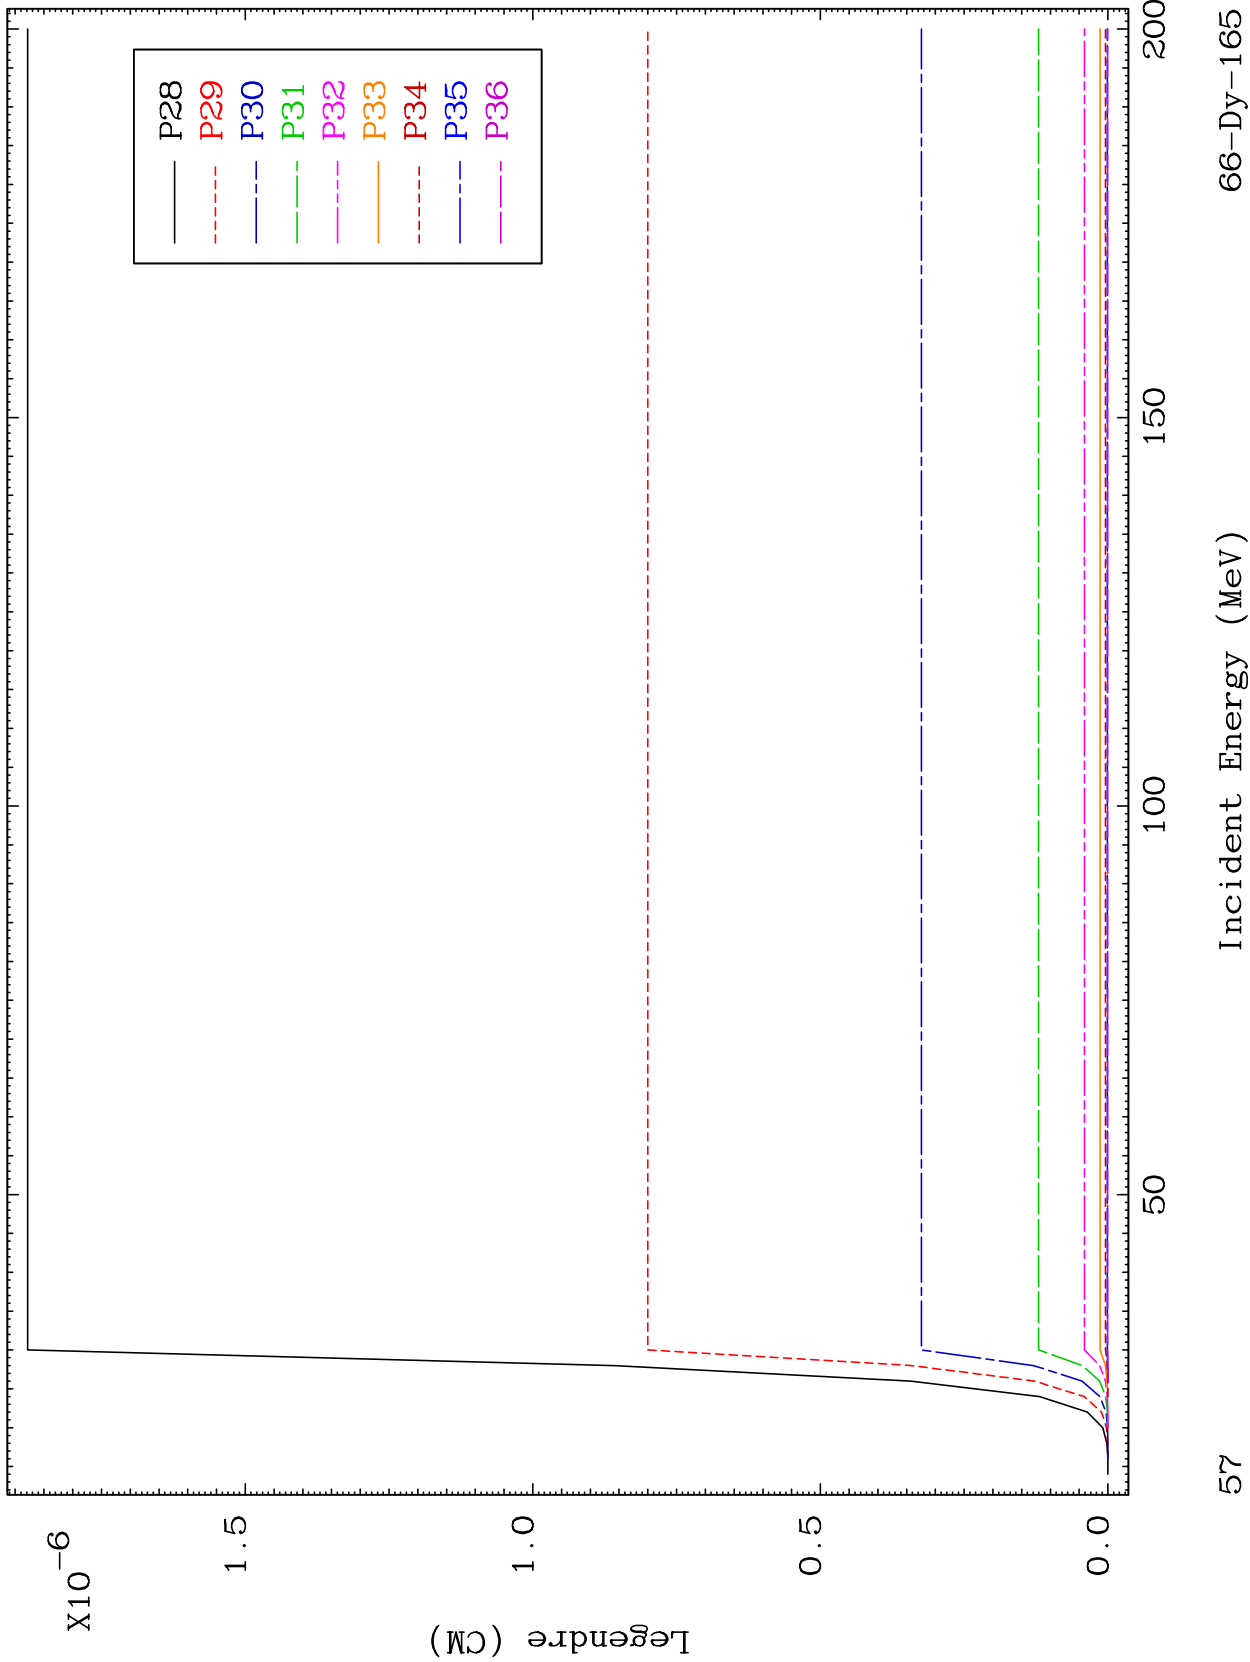 X10-6
1.5
1.0
0.5
0.0
Legendre (CM)
P28
P29
P30
P31
P32
P33
P34
P35
P36
50
100
150
200
57
Incident Energy (MeV)
66-Dy-165